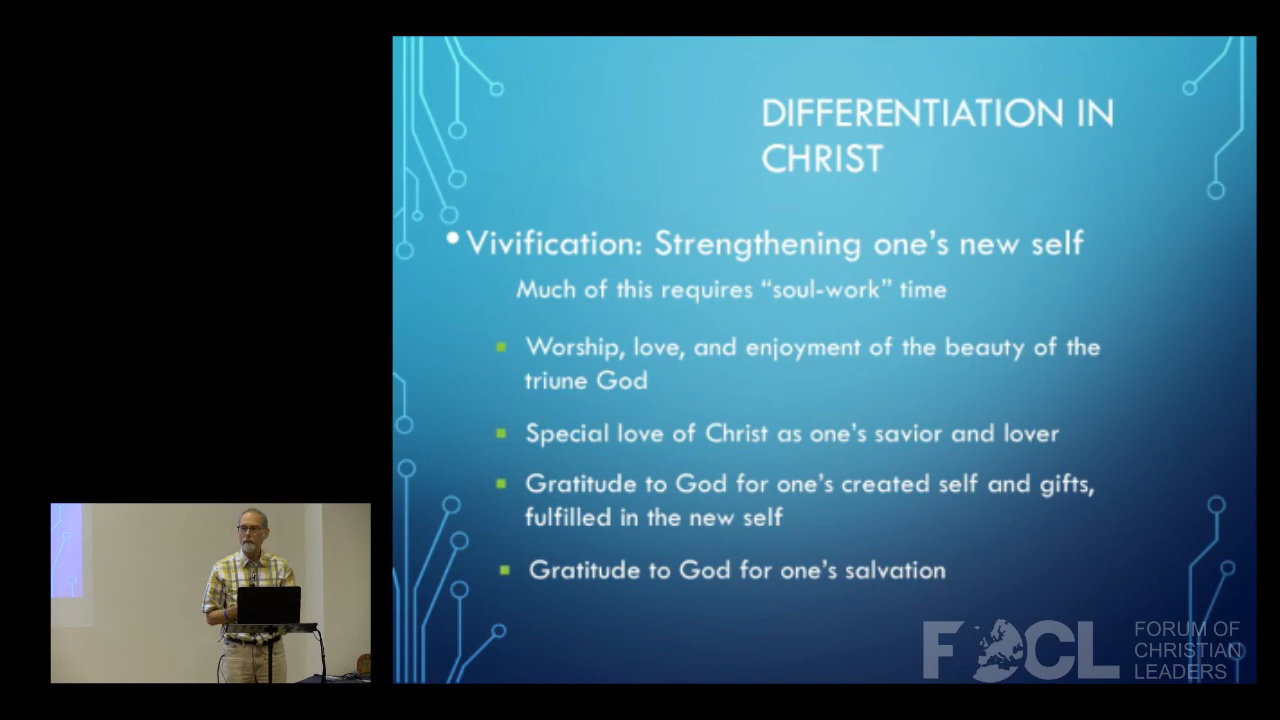 DIFFERENTIATION IN
CHRIST
• Vivification: Strengthening one's new self
Much of this requires “soul-work” time
Worship, love, and enjoyment of the beauty of the
triune God
Special love of Christ as one's savior and lover
Gratitude to God for one's created self and gifts,
fulfilled in the new self
Gratitude to God for one's salvation
FOCL
FORUM OF
CHRISTIAN
LEADERS